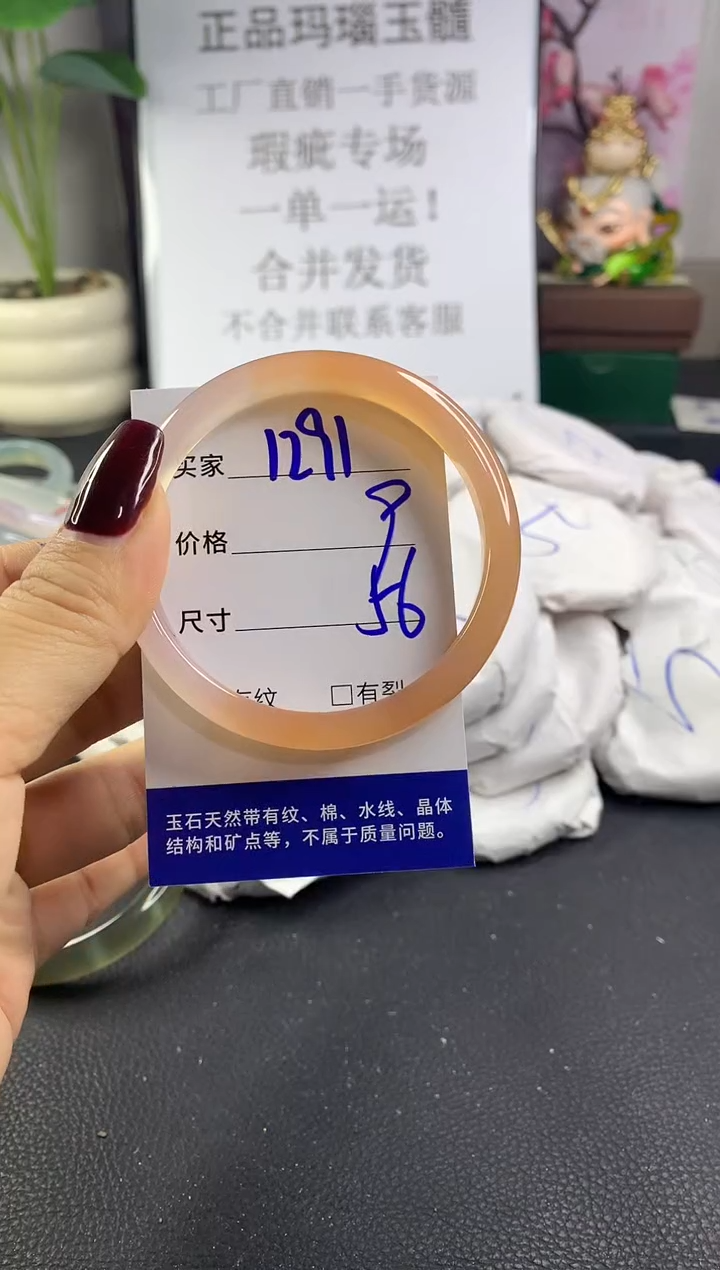 正品玛瑙玉髓
工厂直销一手货源
瑕疵专场
一单一运！
合并发货
不合并联系客服
买家 1291
价格 9
尺寸 56
有纹 □有裂
玉石天然带有纹、棉、水线、晶体
结构和矿点等，不属于质量问题。